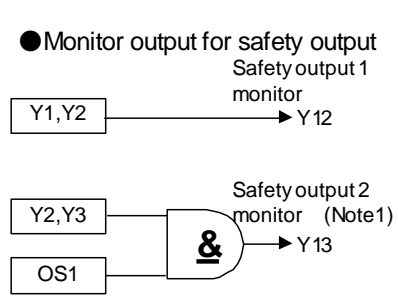 ●Monitor output for safety output
Safety output 1
monitor
Y1,Y2
Y12
Safety output 2
monitor (Note1)
Y2,Y3
&
Y13
OS1